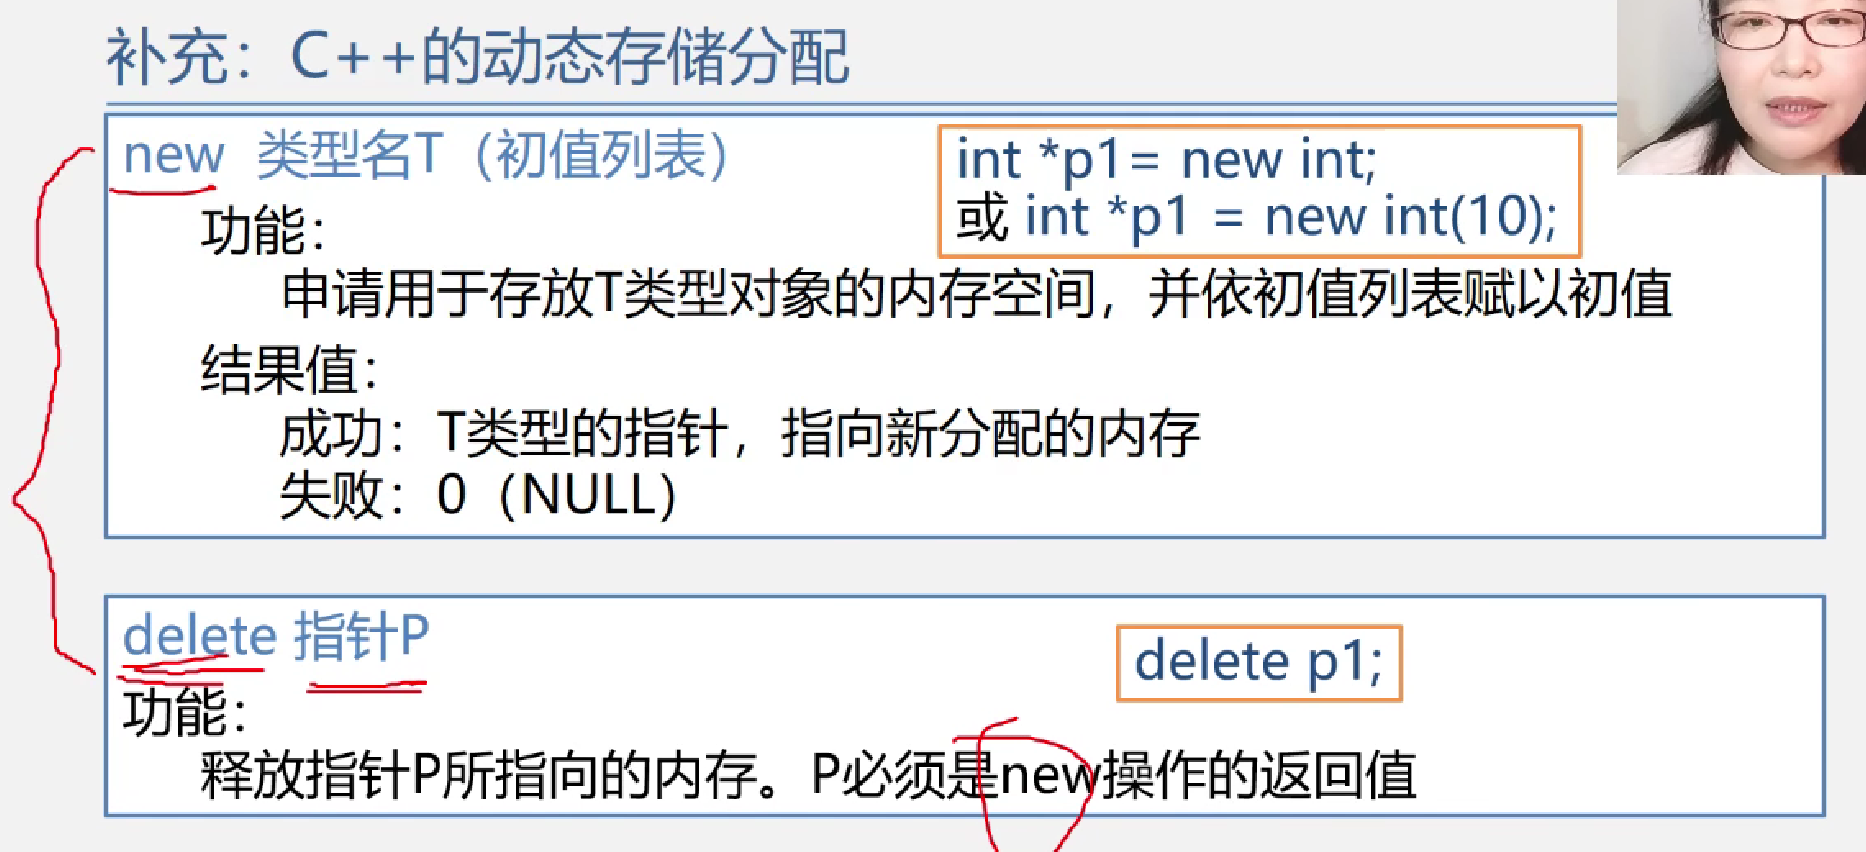 补充：C++的动态存储分配
new 类型名T（初值列表）
int *p1= new int;
或 int *p1 = new int(10);
功能：
申请用于存放T类型对象的内存空间，并依初值列表赋以初值
结果值：
成功：T类型的指针，指向新分配的内存
失败：0（NULL）
delete 指针P
delete p1;
功能：
释放指针P所指向的内存。P必须是new操作的返回值